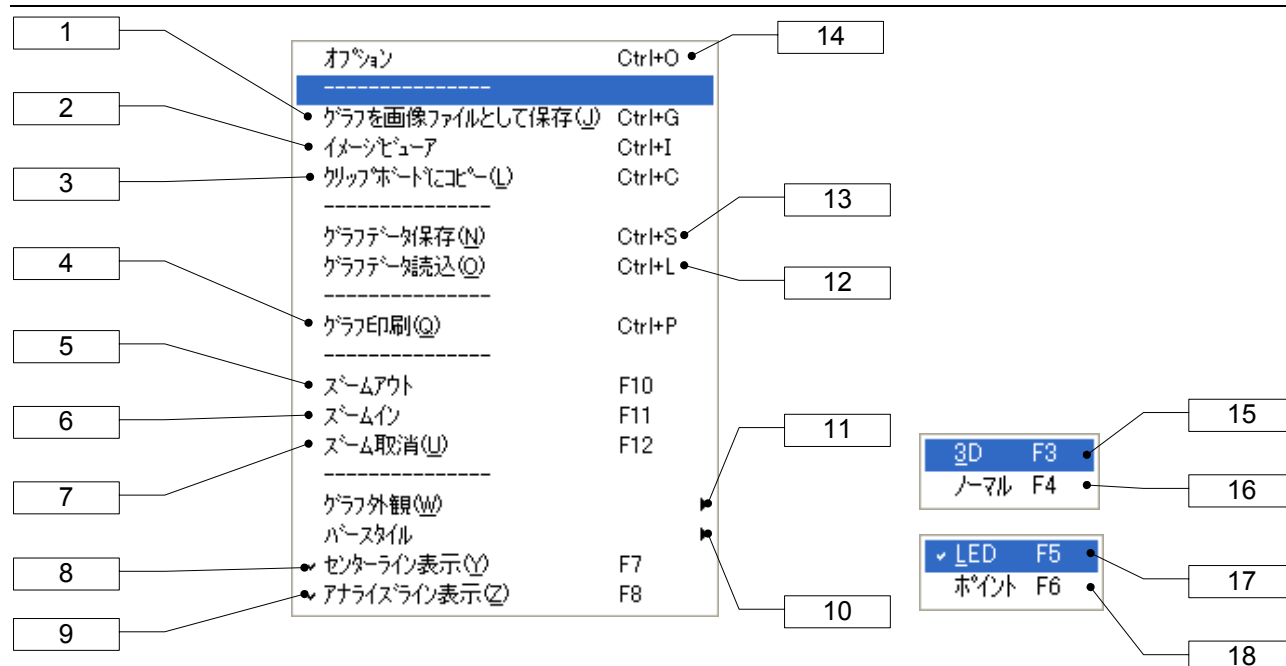 1
14
オプション Ctrl+O
----------------
2
グラフを画像ファイルとして保存(J) Ctrl+G
イメージビューア Ctrl+I
3
クリップボードにコピー(L) Ctrl+C
----------------
13
グラフデータ保存(N) Ctrl+S
4
グラフデータ読込(O) Ctrl+L
12
----------------
グラフ印刷(Q) Ctrl+P
5
----------------
ズームアウト F10
6
ズームイン F11
11
15
ズーム取消(U) F12
3D F3
----------------
7
ノーマル F4
16
グラフ外観(W)
バースタイル
8
センターライン表示(Y) F7
LED F5
17
アナライズライン表示(Z) F8
ポイント F6
10
9
18